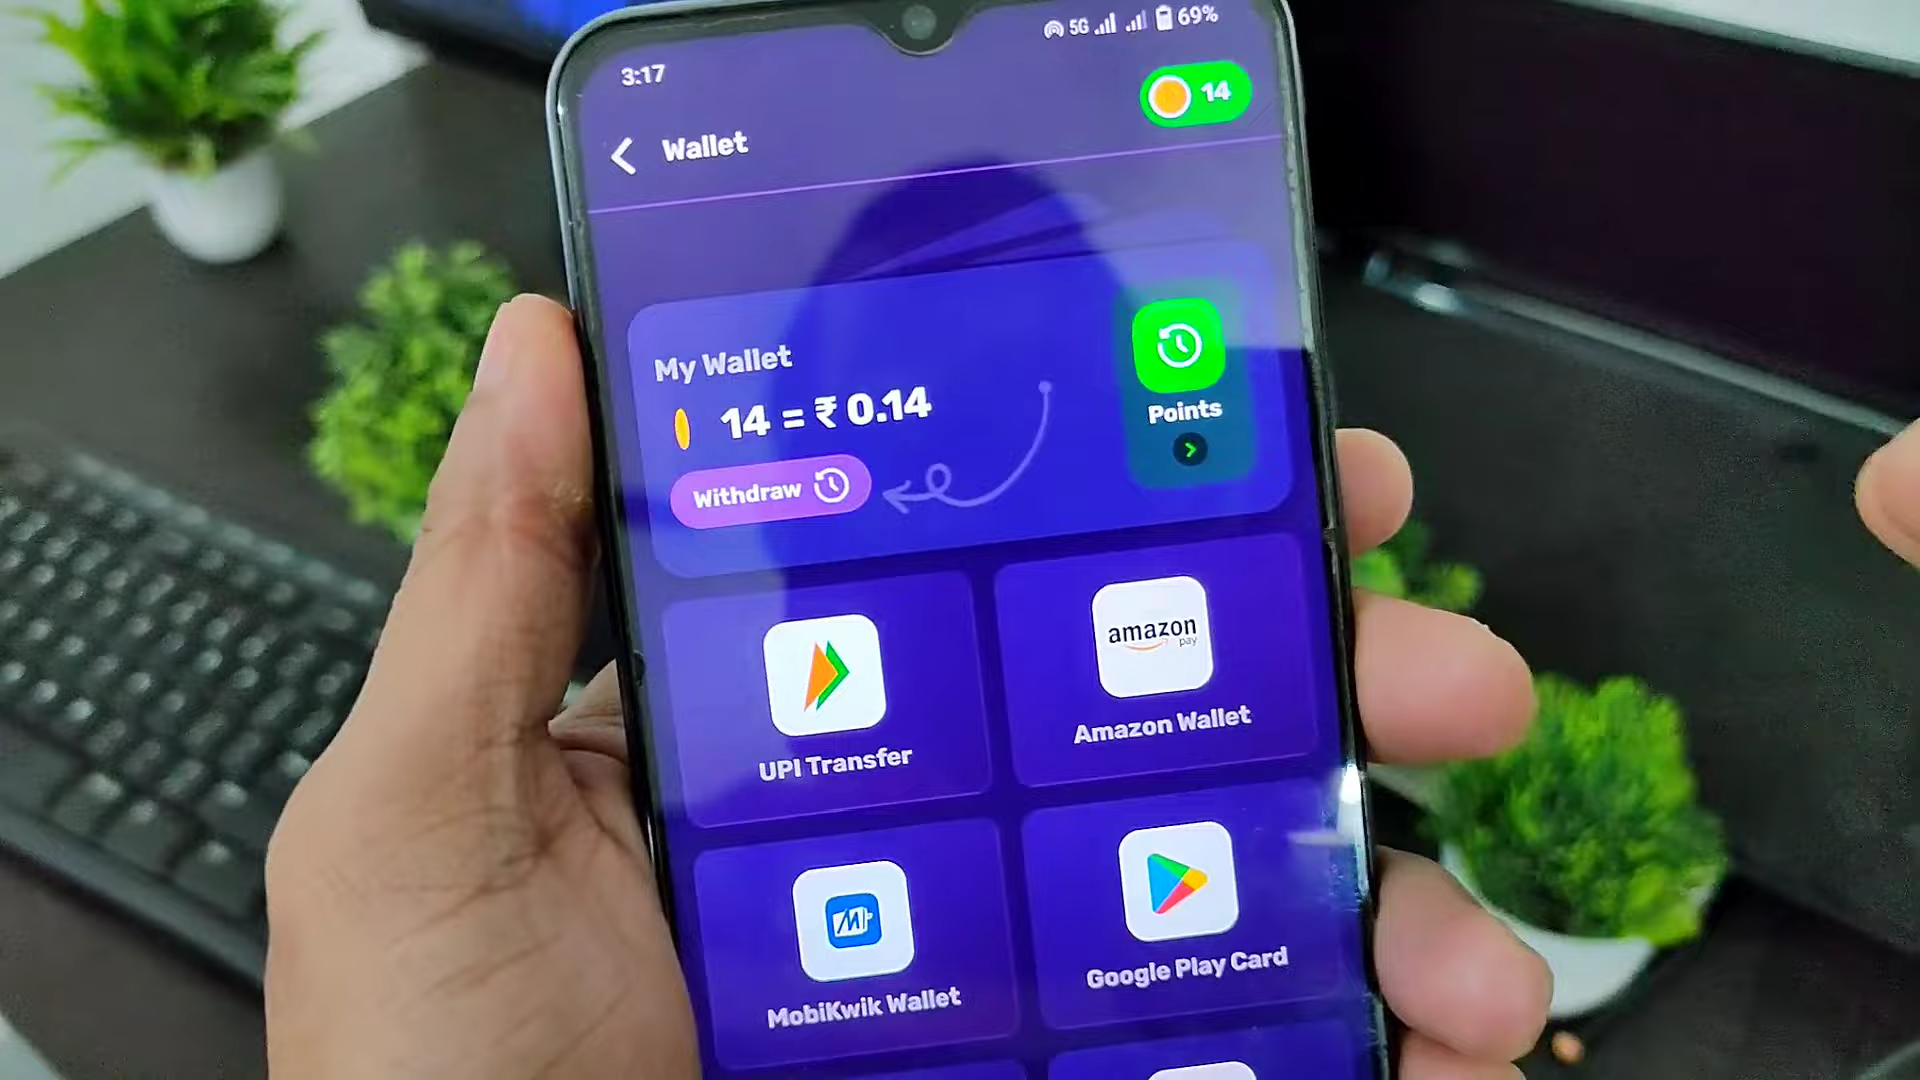 3:17
5G
69%
14
Wallet
My Wallet
14 = ₹ 0.14
Withdraw
Points
UPI Transfer
amazon
pay
Amazon Wallet
MobiKwik Wallet
Google Play Card